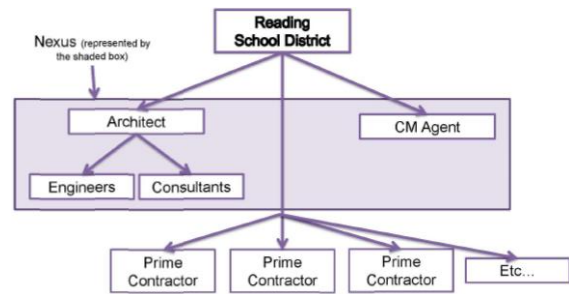 Reading
School District
Nexus (represented by
the shaded box)
Architect
CM Agent
Engineers
Consultants
Prime
Contractor
Prime
Contractor
Prime
Contractor
Etc...